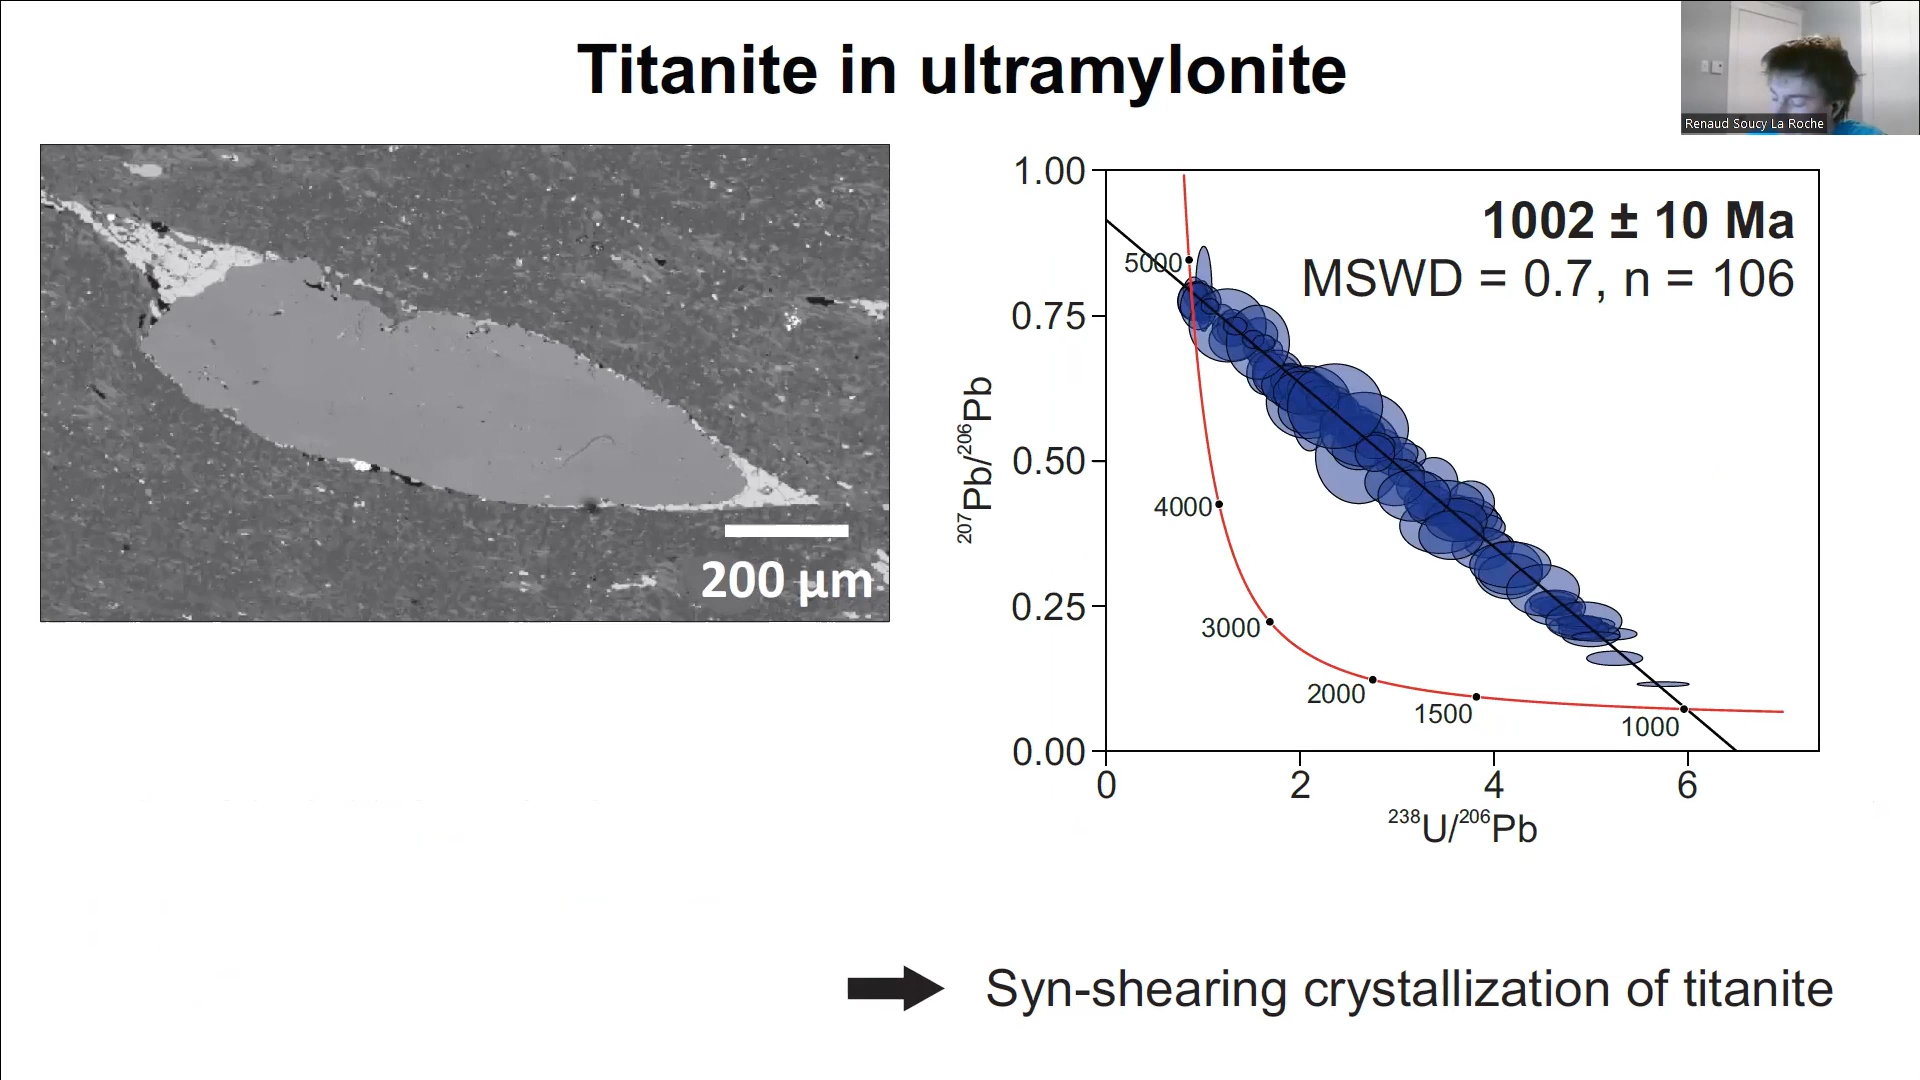 Titanite in ultramylonite
Renaud Soucy La Roche
200 µm
1002 ± 10 Ma
MSWD = 0.7, n = 106
1.00
0.75
0.50
0.25
0.00
207Pb/206Pb
5000
4000
3000
2000
1500
1000
0 2 4 6
238U/206Pb
Syn-shearing crystallization of titanite